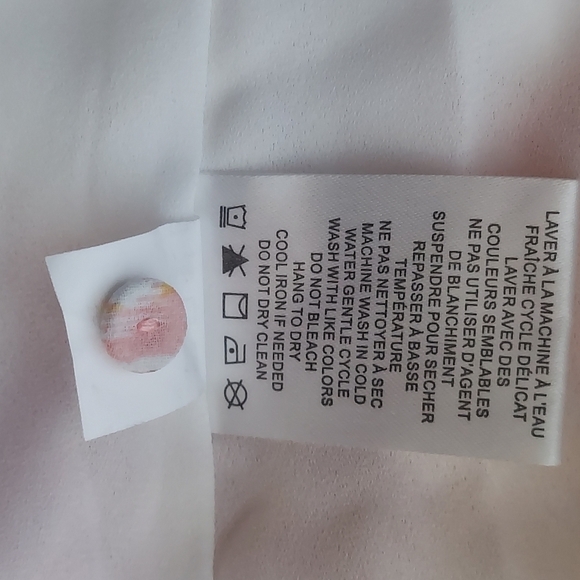 LAVER À LA MACHINE À L'EAU
FRAÎCHE CYCLE DÉLICAT
LAVER AVEC DES
COULEURS SEMBLABLES
NE PAS UTILISER D'AGENT
DE BLANCHIMENT
SUSPENDRE POUR SECHER
REPASSER À BASSE
TEMPÉRATURE
NE PAS NETTOYER À SEC
MACHINE WASH IN COLD
WATER GENTLE CYCLE
WASH WITH LIKE COLORS
DO NOT BLEACH
HANG TO DRY
COOL IRON IF NEEDED
DO NOT DRY CLEAN